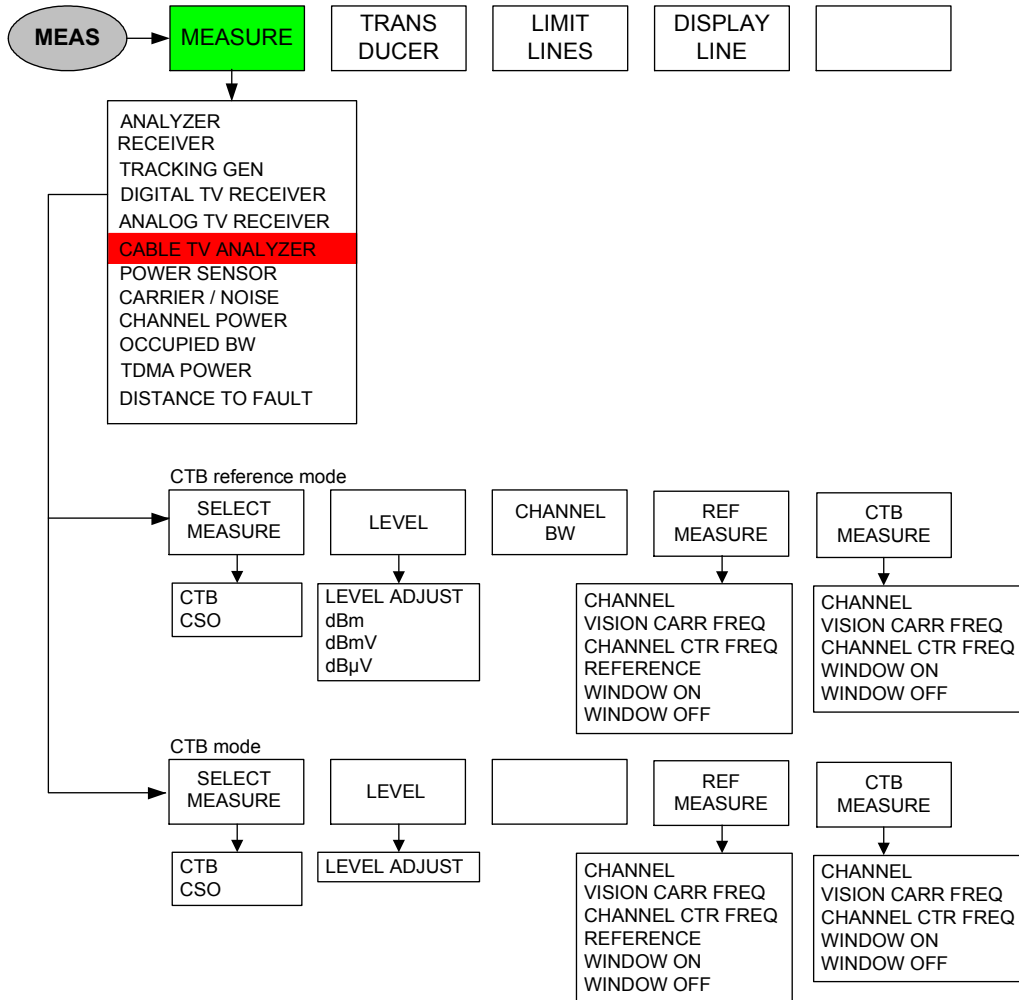 MEAS
MEASURE
TRANS
DUCER
LIMIT
LINES
DISPLAY
LINE
ANALYZER
RECEIVER
TRACKING GEN
DIGITAL TV RECEIVER
ANALOG TV RECEIVER
CABLE TV ANALYZER
POWER SENSOR
CARRIER / NOISE
CHANNEL POWER
OCCUPIED BW
TDMA POWER
DISTANCE TO FAULT
CTB reference mode
SELECT
MEASURE
LEVEL
CHANNEL
BW
REF
MEASURE
CTB
MEASURE
CTB
CSO
LEVEL ADJUST
dBm
dBmV
dBµV
CHANNEL
VISION CARR FREQ
CHANNEL CTR FREQ
REFERENCE
WINDOW ON
WINDOW OFF
CHANNEL
VISION CARR FREQ
CHANNEL CTR FREQ
WINDOW ON
WINDOW OFF
CTB mode
SELECT
MEASURE
LEVEL
REF
MEASURE
CTB
MEASURE
CTB
CSO
LEVEL ADJUST
CHANNEL
VISION CARR FREQ
CHANNEL CTR FREQ
REFERENCE
WINDOW ON
WINDOW OFF
CHANNEL
VISION CARR FREQ
CHANNEL CTR FREQ
WINDOW ON
WINDOW OFF